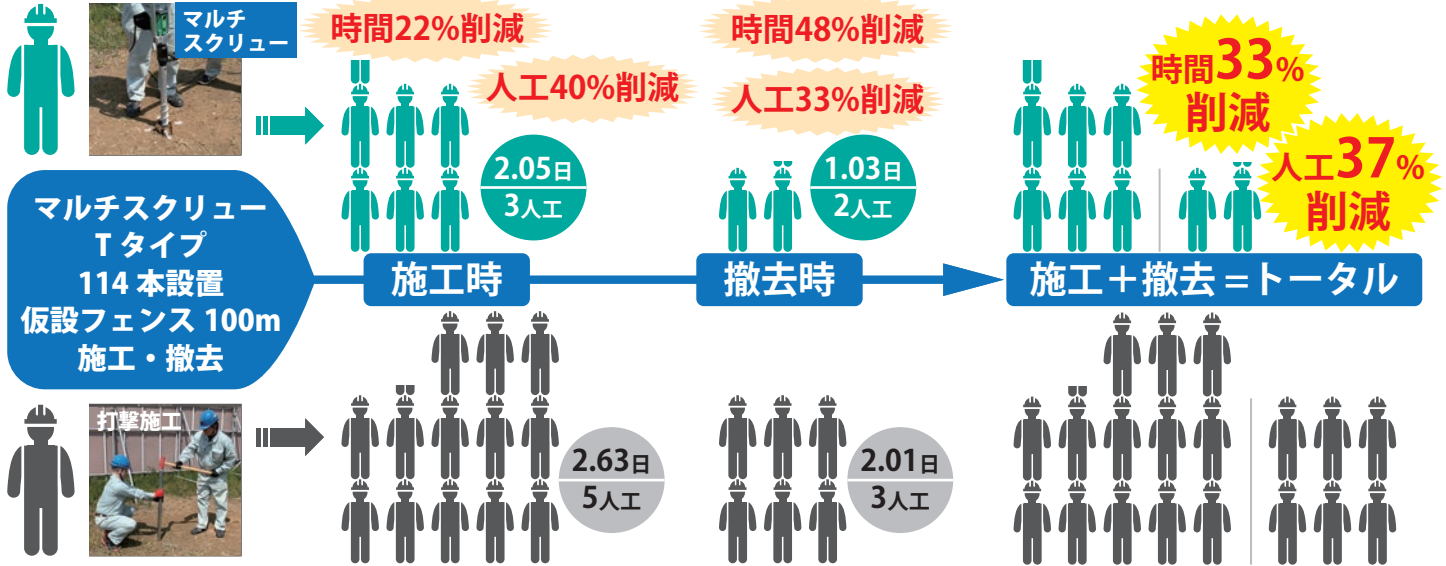 マルチ
スクリュー
時間22%削減
人工40%削減
時間48%削減
人工33%削減
時間33%
削減
人工37%
削減
2.05日
3人工
1.03日
2人工
マルチスクリュー
Tタイプ
114本設置
仮設フェンス100m
施工・撤去
施工時
撤去時
施工＋撤去=トータル
打撃施工
2.63日
5人工
2.01日
3人工